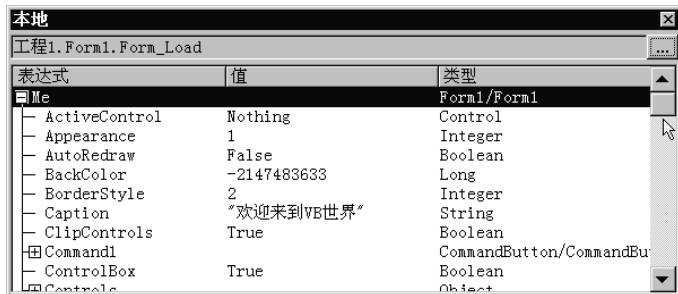 本地
工程1.Form1.Form_Load
...
表达式 值 类型
Me Form1/Form1
ActiveControl Nothing Control
Appearance 1 Integer
AutoRedraw False Boolean
BackColor -2147483633 Long
BorderStyle 2 Integer
Caption "欢迎来到VB世界" String
ClipControls True Boolean
Command1 CommandButton/CommandBu
ControlBox True Boolean
Controls Object